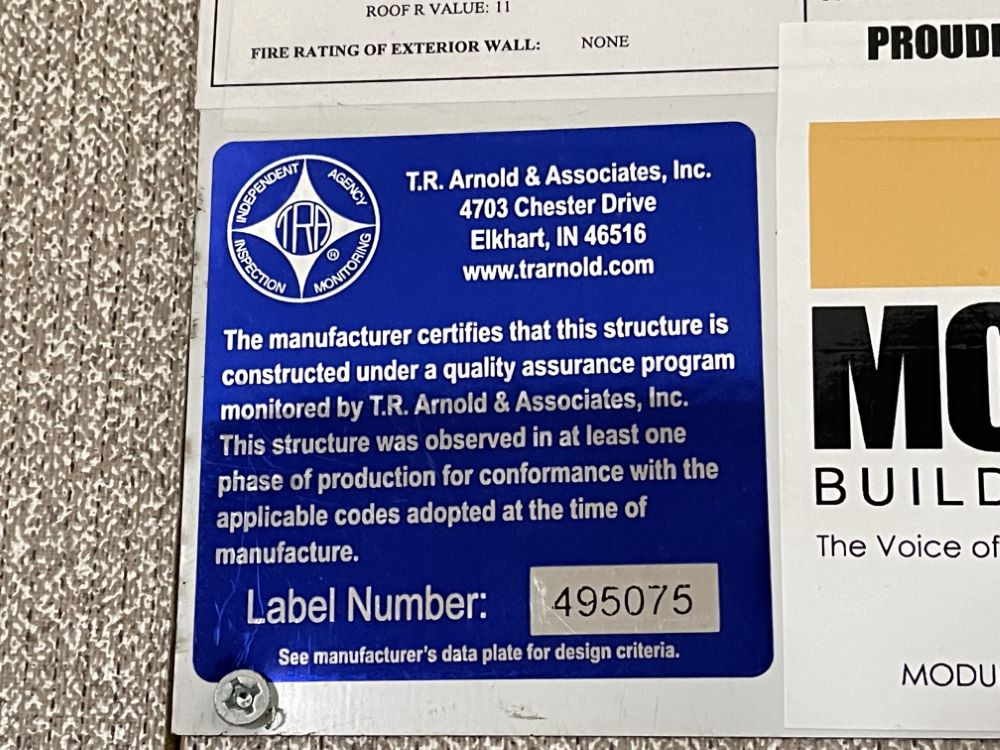 ROOF R VALUE: 11
FIRE RATING OF EXTERIOR WALL: NONE
INDEPENDENT
AGENCY
TRA
®
INSPECTION
MONITORING
T.R. Arnold & Associates, Inc.
4703 Chester Drive
Elkhart, IN 46516
www.trarnold.com
The manufacturer certifies that this structure is
constructed under a quality assurance program
monitored by T.R. Arnold & Associates, Inc.
This structure was observed in at least one
phase of production for conformance with the
applicable codes adopted at the time of
manufacture.
Label Number: 495075
See manufacturer's data plate for design criteria.
PROUD
MO
BUILD
The Voice of
MODU